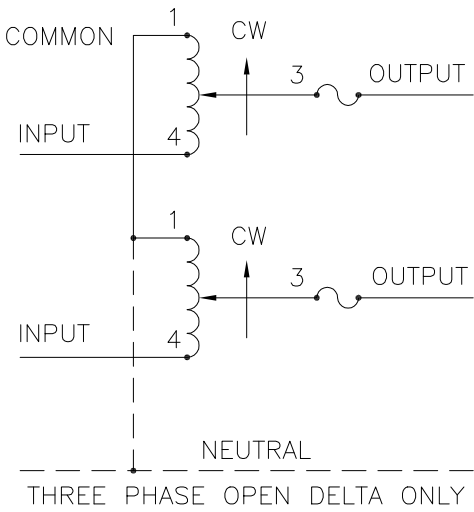 1
COMMON
CW
3
OUTPUT
INPUT
4
1
CW
3
OUTPUT
INPUT
4
NEUTRAL
THREE PHASE OPEN DELTA ONLY